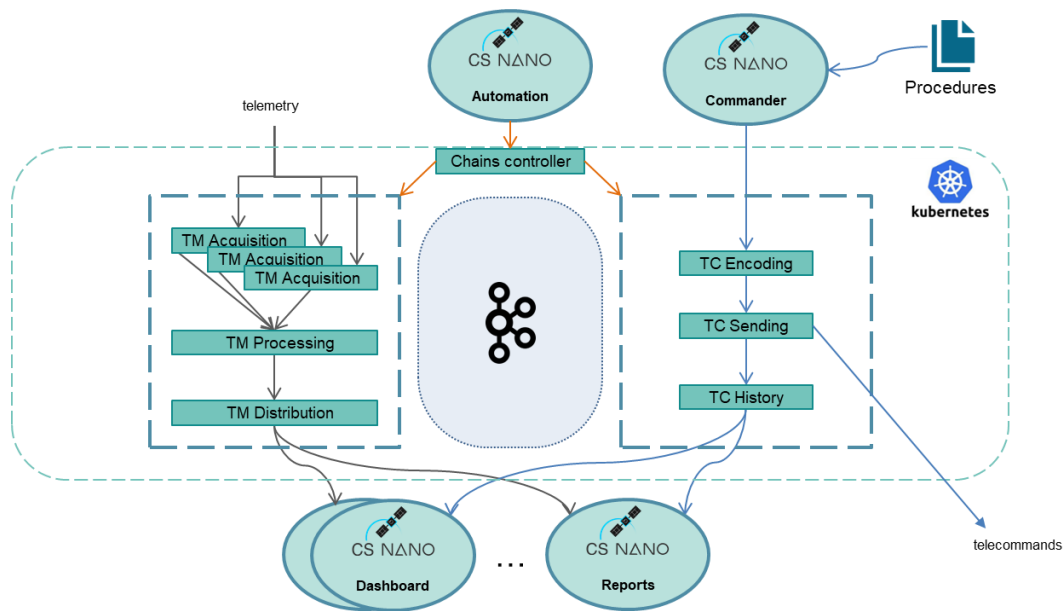 CS NANO
Automation
CS NANO
Commander
Procedures
telemetry
Chains controller
kubernetes
TM Acquisition
TM Acquisition
TM Acquisition
TM Processing
TM Distribution
TC Encoding
TC Sending
TC History
telecommands
CS NANO
Dashboard
...
CS NANO
Reports